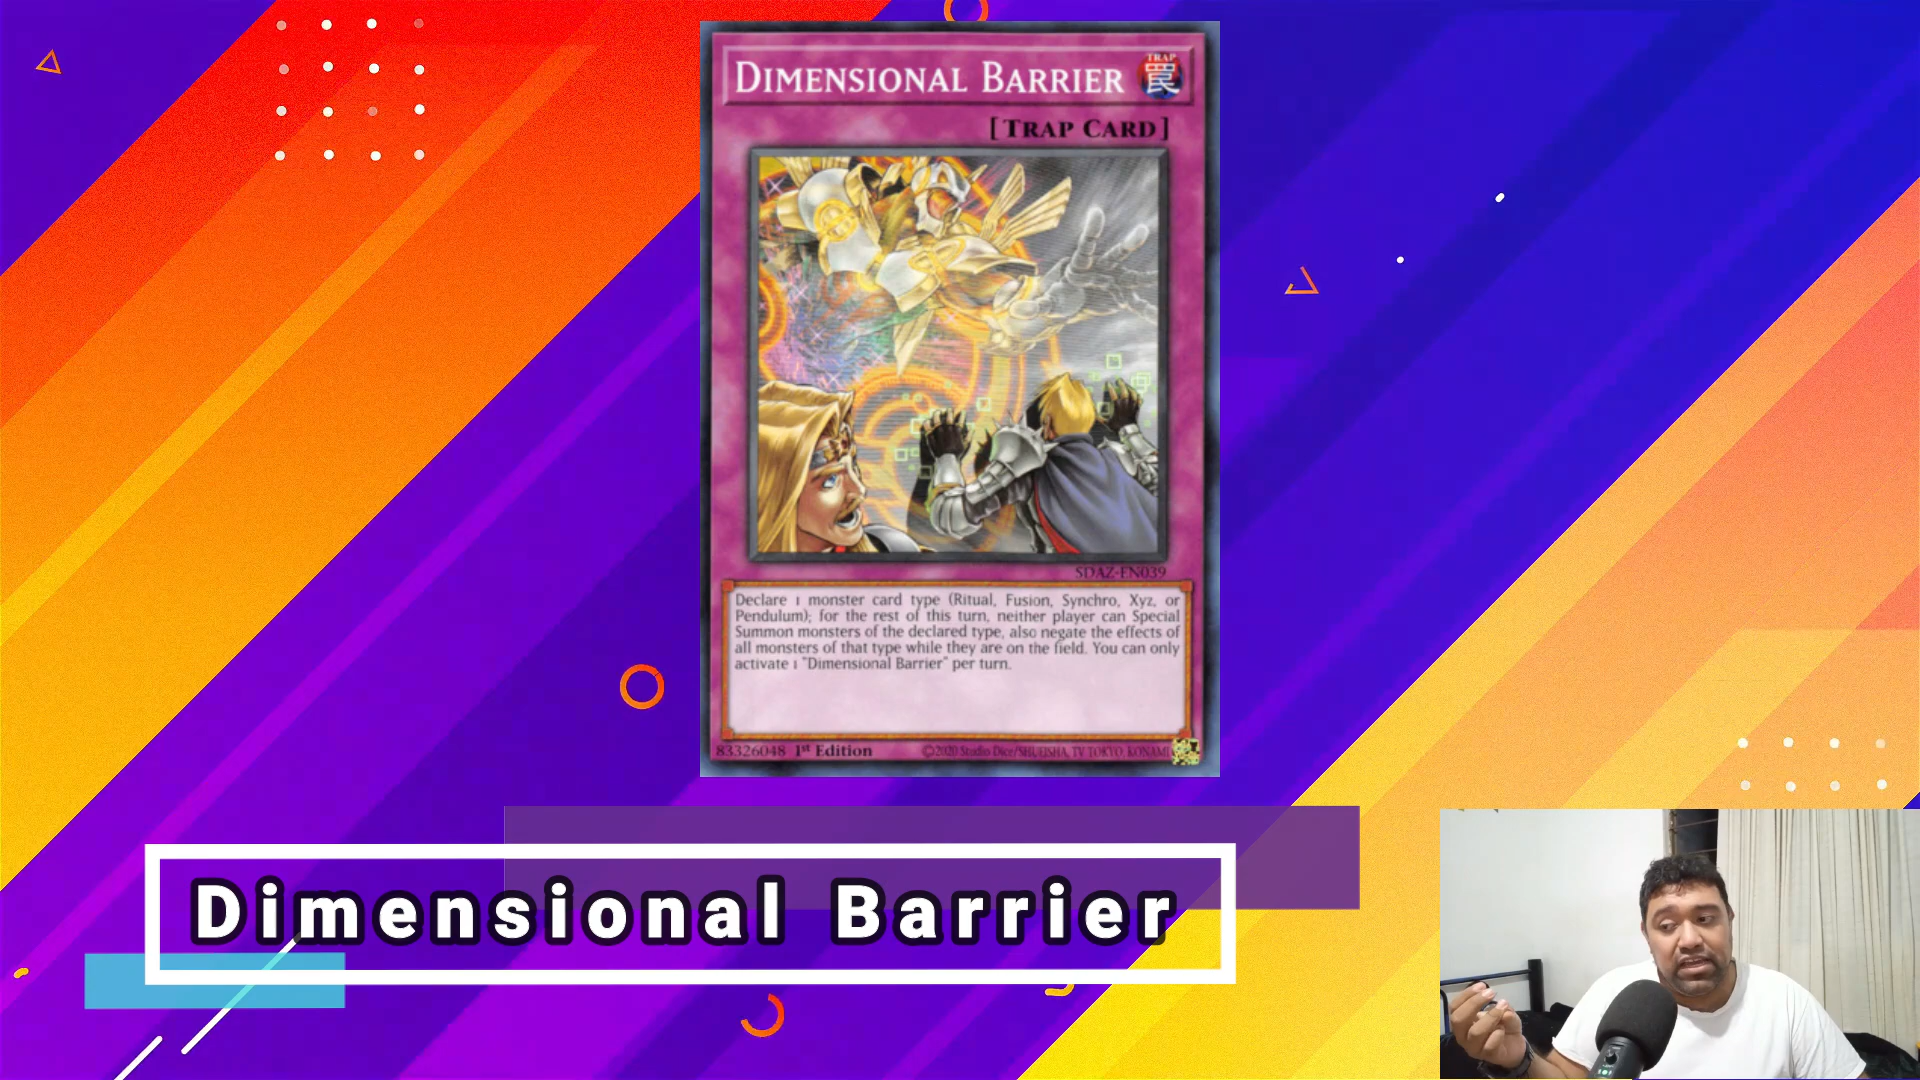 DIMENSIONAL BARRIER
TRAP
罠
[TRAP CARD]
SDAZ-EN039
Declare 1 monster card type (Ritual, Fusion, Synchro, Xyz, or
Pendulum); for the rest of this turn, neither player can Special
Summon monsters of the declared type, also negate the effects of
all monsters of that type while they are on the field. You can only
activate 1 "Dimensional Barrier" per turn.
83326048 1st Edition
©2020 Studio Dice/SHUEISHA, TV TOKYO, KONAMI
Dimensional Barrier